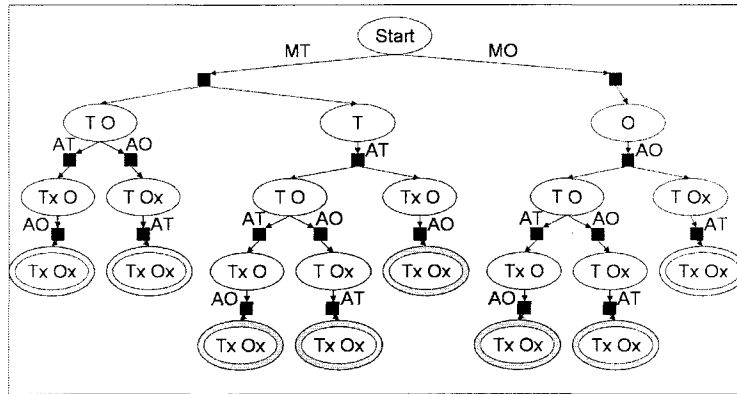 Start
MT MO
T O T O
AT AO AT AO
Tx O T Ox T O Tx O T O T Ox
AO AT AT AO AO AT AO AT
Tx Ox Tx Ox Tx O T Ox Tx Ox Tx O T Ox Tx Ox
AO AT AO AT
Tx Ox Tx Ox Tx Ox Tx Ox